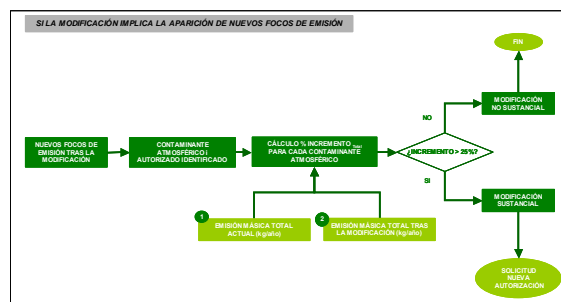 SI LA MODIFICACIÓN IMPLICA LA APARICIÓN DE NUEVOS FOCOS DE EMISIÓN
FIN
MODIFICACIÓN
NO SUSTANCIAL
NO
NUEVOS FOCOS DE
EMISIÓN TRAS LA
MODIFICACIÓN
CONTAMINANTE
ATMOSFÉRICO i
AUTORIZADO IDENTIFICADO
CÁLCULO % INCREMENTO Total
PARA CADA CONTAMINANTE
ATMOSFÉRICO
¿INCREMENTO > 25%?
SI
MODIFICACIÓN
SUSTANCIAL
1
EMISIÓN MÁSICA TOTAL
ACTUAL (kg/año)
2
EMISIÓN MÁSICA TOTAL TRAS
LA MODIFICACIÓN (kg/año)
SOLICITUD
NUEVA
AUTORIZACIÓN